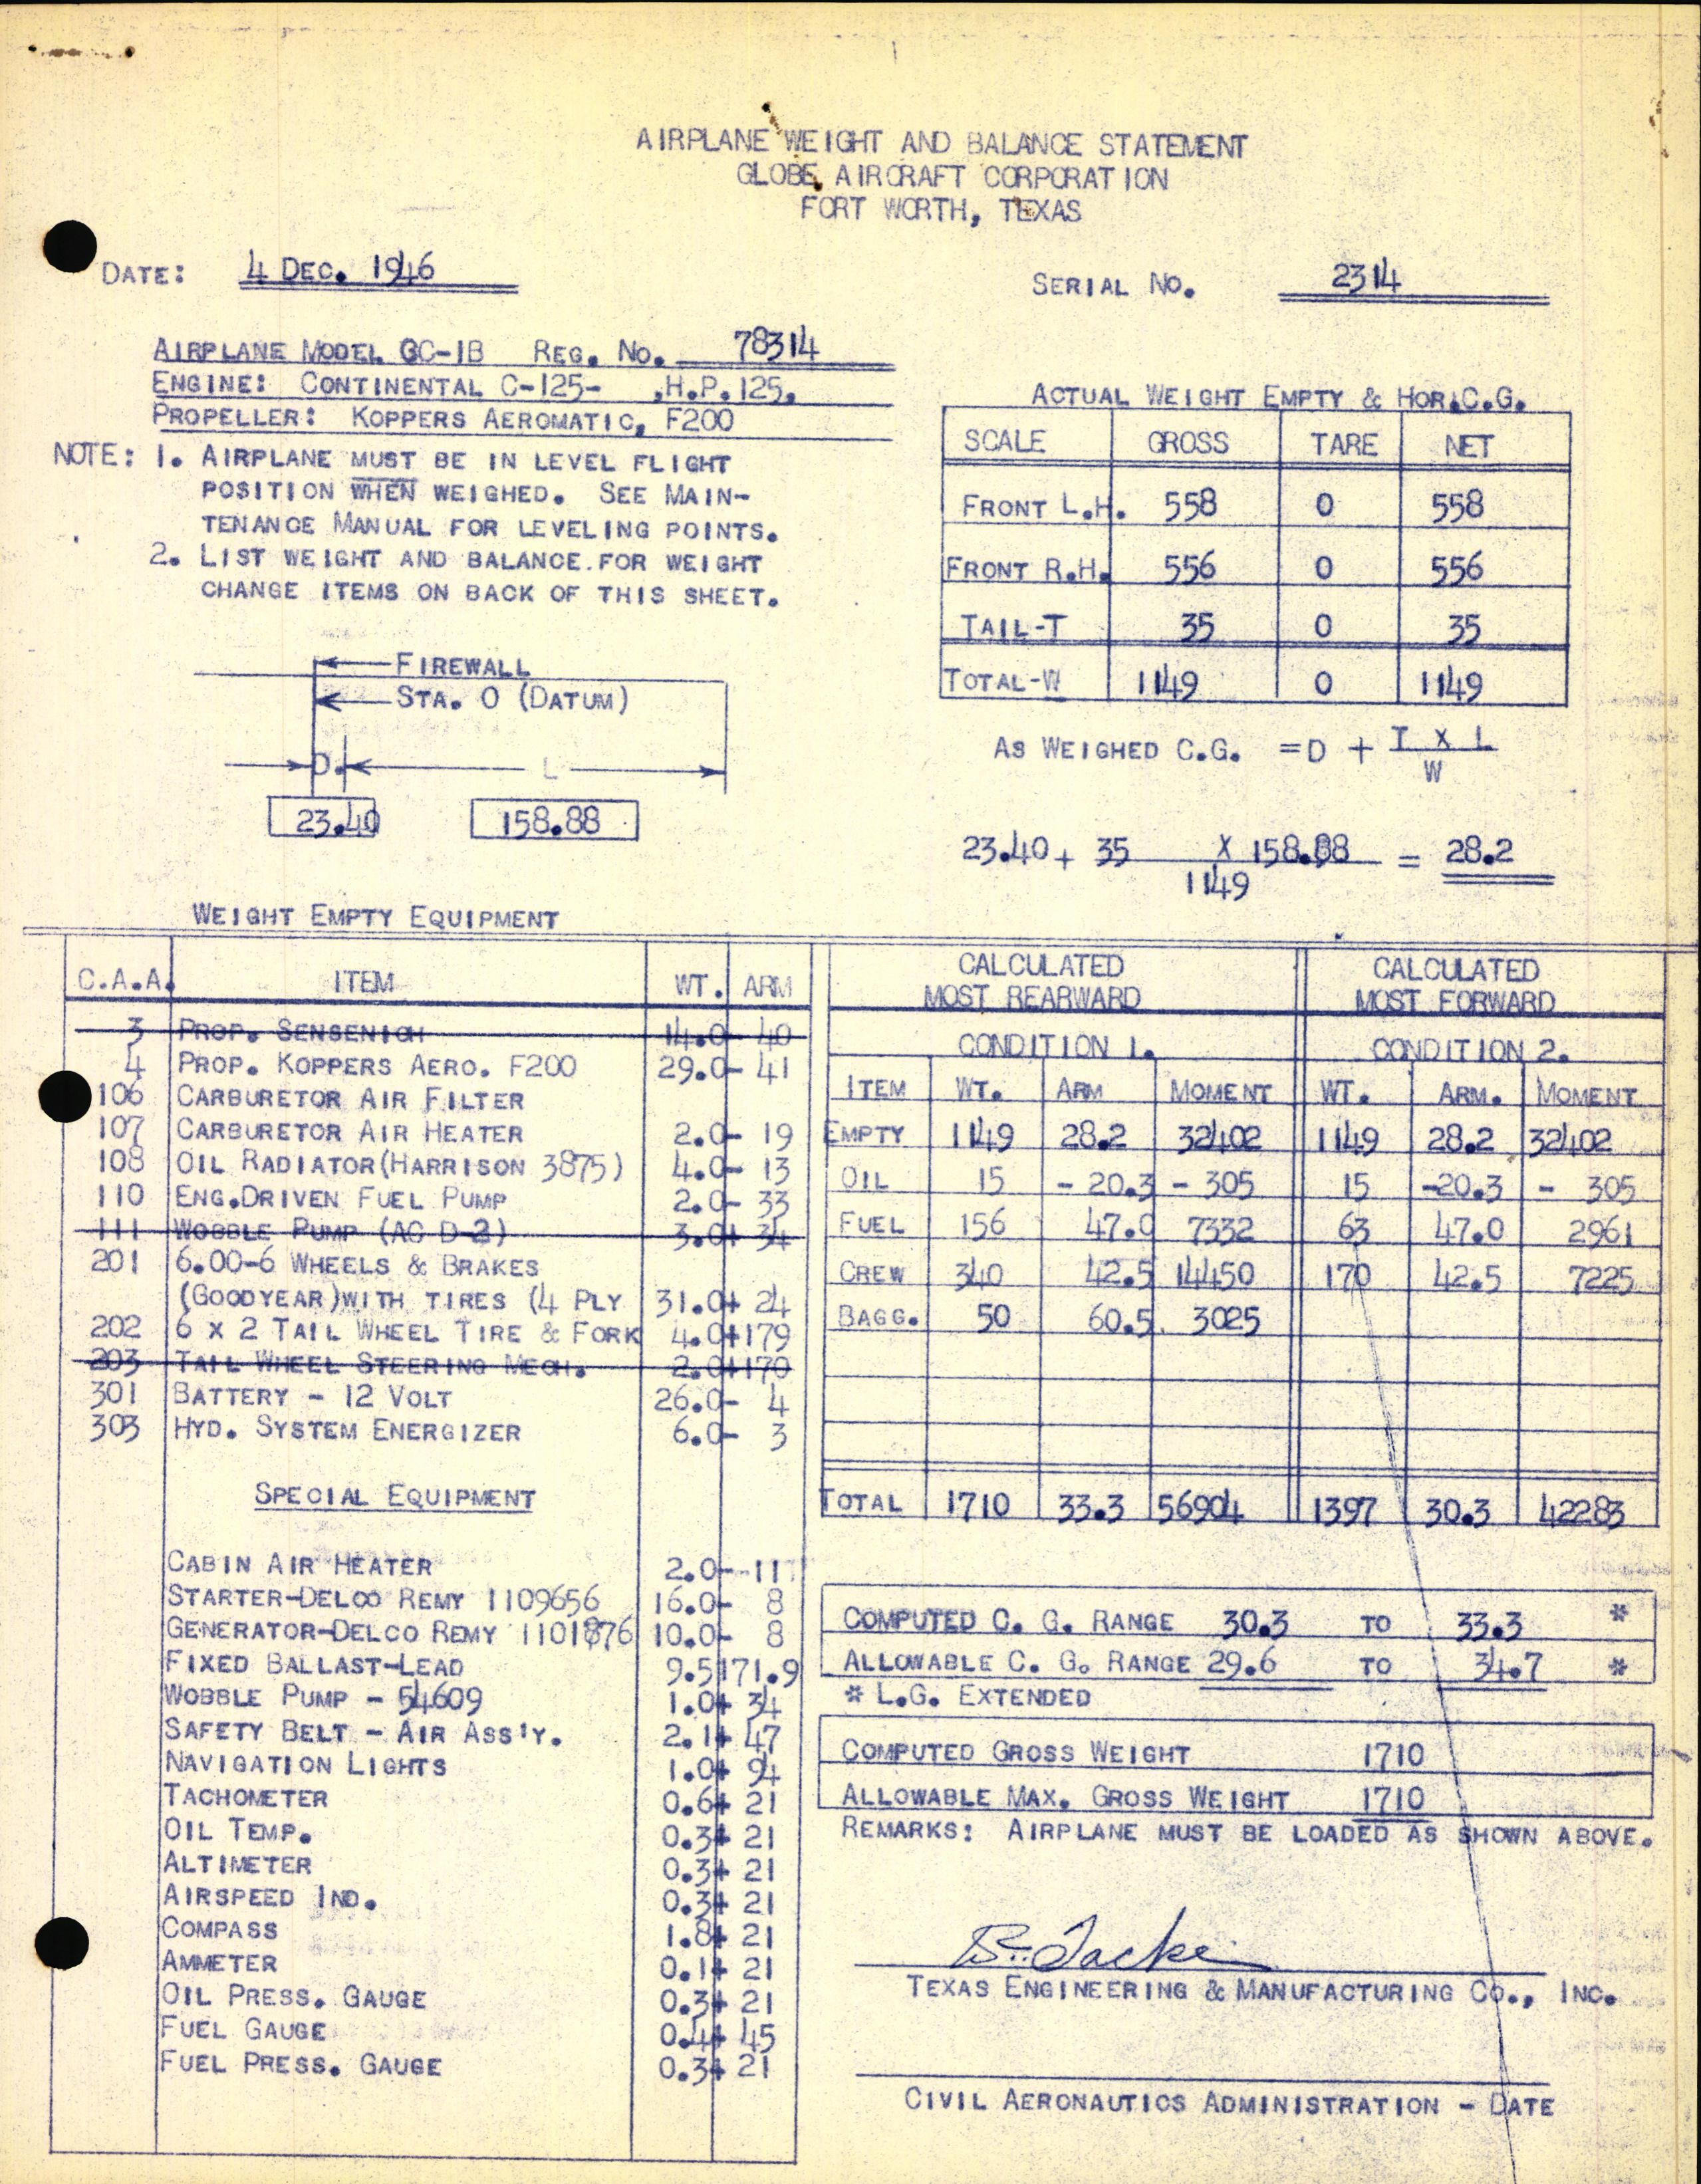 AIRPLANE WEIGHT AND BALANCE STATEMENT
GLOBE AIRCRAFT CORPORATION
FORT WORTH, TEXAS
DATE: 4 DEC. 1946
SERIAL NO. 2314
AIRPLANE MODEL GC-1B REG. NO. 78314
ENGINE: CONTINENTAL C-125- ,H.P. 125,
PROPELLER: KOPPERS AEROMATIC, F200
NOTE: 1. AIRPLANE MUST BE IN LEVEL FLIGHT
POSITION WHEN WEIGHED. SEE MAIN-
TENANCE MANUAL FOR LEVELING POINTS.
2. LIST WEIGHT AND BALANCE FOR WEIGHT
CHANGE ITEMS ON BACK OF THIS SHEET.
FIREWALL
STA. 0 (DATUM)
D. L
23.40 158.88
ACTUAL WEIGHT EMPTY & HOR.C.G.
SCALE GROSS TARE NET
FRONT L.H. 558 0 558
FRONT R.H. 556 0 556
TAIL-T 35 0 35
TOTAL-W 1149 0 1149
AS WEIGHED C.G. = D + T X L
W
23.40 + 35 X 158.88 = 28.2
1149
WEIGHT EMPTY EQUIPMENT
C.A.A. ITEM WT. ARM
3 PROP. SENSENICH 14.0- 40
4 PROP. KOPPERS AERO. F200 29.0- 41
106 CARBURETOR AIR FILTER
107 CARBURETOR AIR HEATER 2.0- 19
108 OIL RADIATOR(HARRISON 3875) 4.0- 13
110 ENG.DRIVEN FUEL PUMP 2.0- 33
111 WOBBLE PUMP (AC D-2) 3.0+ 34
201 6.00-6 WHEELS & BRAKES
(GOODYEAR)WITH TIRES (4 PLY 31.0+ 24
202 6 X 2 TAIL WHEEL TIRE & FORK 4.0+179
203 TAIL WHEEL STEERING MECH. 2.0+170
301 BATTERY - 12 VOLT 26.0- 4
303 HYD. SYSTEM ENERGIZER 6.0- 3
SPECIAL EQUIPMENT
CABIN AIR HEATER 2.0- 11
STARTER-DELCO REMY 1109656 16.0- 8
GENERATOR-DELCO REMY 1101876 10.0- 8
FIXED BALLAST-LEAD 9.5 171.9
WOBBLE PUMP - 54609 1.0+ 34
SAFETY BELT - AIR ASS'Y. 2.1+ 47
NAVIGATION LIGHTS 1.0+ 94
TACHOMETER 0.6+ 21
OIL TEMP. 0.3+ 21
ALTIMETER 0.3+ 21
AIRSPEED IND. 0.3+ 21
COMPASS 1.8+ 21
AMMETER 0.1+ 21
OIL PRESS. GAUGE 0.3+ 21
FUEL GAUGE 0.4+ 45
FUEL PRESS. GAUGE 0.3+ 21
CALCULATED CALCULATED
MOST REARWARD MOST FORWARD
CONDITION 1. CONDITION 2.
ITEM WT. ARM MOMENT WT. ARM. MOMENT
EMPTY 1149 28.2 32402 1149 28.2 32402
OIL 15 - 20.3 - 305 15 -20.3 - 305
FUEL 156 47.0 7332 63 47.0 2961
CREW 340 42.5 14450 170 42.5 7225
BAGG. 50 60.5 3025
TOTAL 1710 33.3 56904 1397 30.3 42283
COMPUTED C. G. RANGE 30.3 TO 33.3 *
ALLOWABLE C. G. RANGE 29.6 TO 34.7 *
* L.G. EXTENDED
COMPUTED GROSS WEIGHT 1710
ALLOWABLE MAX. GROSS WEIGHT 1710
REMARKS: AIRPLANE MUST BE LOADED AS SHOWN ABOVE.
TEXAS ENGINEERING & MANUFACTURING CO., INC.
CIVIL AERONAUTICS ADMINISTRATION - DATE